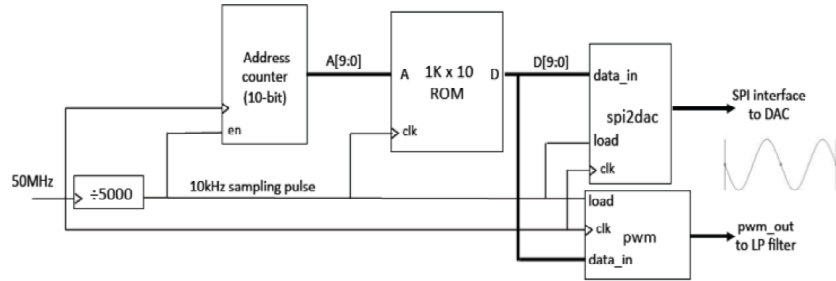 Address
counter
(10-bit)
en
A[9:0]
A
1K x 10
ROM
D
clk
D[9:0]
data_in
spi2dac
load
clk
SPI interface
to DAC
50MHz
÷5000
10kHz sampling pulse
load
clk
pwm
data_in
pwm_out
to LP filter